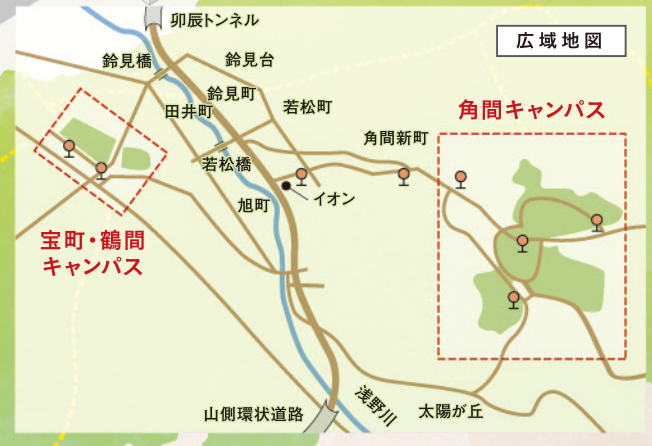 卯辰トンネル
広域地図
鈴見橋
鈴見台
鈴見町
田井町
若松町
角間キャンパス
角間新町
若松橋
旭町
イオン
宝町・鶴間
キャンパス
山側環状道路
浅野川
太陽が丘